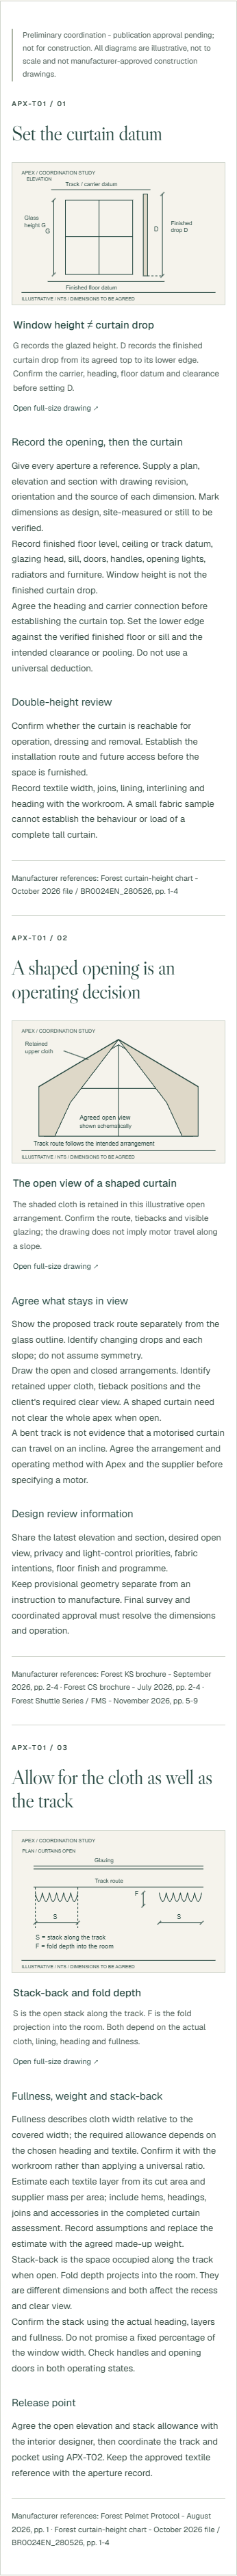 Preliminary coordination - publication approval pending;
not for construction. All diagrams are illustrative, not to
scale and not manufacturer-approved construction
drawings.
APX-T01 / 01
Set the curtain datum
APEX / COORDINATION STUDY
ELEVATION
Track / carrier datum
Glass
height G
G
D
Finished
drop D
Finished floor datum
ILLUSTRATIVE / NTS / DIMENSIONS TO BE AGREED
Window height ≠ curtain drop
G records the glazed height. D records the finished
curtain drop from its agreed top to its lower edge.
Confirm the carrier, heading, floor datum and clearance
before setting D.
Open full-size drawing ↗
Record the opening, then the curtain
Give every aperture a reference. Supply a plan,
elevation and section with drawing revision,
orientation and the source of each dimension. Mark
dimensions as design, site-measured or still to be
verified.
Record finished floor level, ceiling or track datum,
glazing head, sill, doors, handles, opening lights,
radiators and furniture. Window height is not the
finished curtain drop.
Agree the heading and carrier connection before
establishing the curtain top. Set the lower edge
against the verified finished floor or sill and the
intended clearance or pooling. Do not use a
universal deduction.
Double-height review
Confirm whether the curtain is reachable for
operation, dressing and removal. Establish the
installation route and future access before the
space is furnished.
Record textile width, joins, lining, interlining and
heading with the workroom. A small fabric sample
cannot establish the behaviour or load of a
complete tall curtain.
Manufacturer references: Forest curtain-height chart -
October 2026 file / BR0024EN_280526, pp. 1-4
APX-T01 / 02
A shaped opening is an
operating decision
APEX / COORDINATION STUDY
Retained
upper cloth
Agreed open view
shown schematically
Track route follows the intended arrangement
ILLUSTRATIVE / NTS / DIMENSIONS TO BE AGREED
The open view of a shaped curtain
The shaped cloth is retained in this illustrative open
arrangement. Confirm the route, tiebacks and visible
glazing; the drawing does not imply motor travel along
a slope.
Open full-size drawing ↗
Agree what stays in view
Show the proposed track route separately from the
glass outline. Identify changing drops and each
slope; do not assume symmetry.
Draw the open and closed arrangements. Identify
retained upper cloth, tieback positions and the
client's required clear view. A shaped curtain need
not clear the whole apex when open.
A bent track is not evidence that a motorised curtain
can travel on an incline. Agree the arrangement and
operating method with Apex and the supplier before
specifying a motor.
Design review information
Share the latest elevation and section, desired open
view, privacy and light-control priorities, fabric
intentions, floor finish and programme.
Keep provisional geometry separate from an
instruction to manufacture. Final survey and
coordinated approval must resolve the dimensions
and operation.
Manufacturer references: Forest KS brochure - September
2026, pp. 2-4 · Forest CS brochure - July 2026, pp. 2-4 ·
Forest Shuttle Series / FMS - November 2026, pp. 5-9
APX-T01 / 03
Allow for the cloth as well as
the track
APEX / COORDINATION STUDY
PLAN / CURTAINS OPEN
Glazing
Track route
F
S
S
S = stack along the track
F = fold depth into the room
ILLUSTRATIVE / NTS / DIMENSIONS TO BE AGREED
Stack-back and fold depth
S is the open stack along the track. F is the fold
projection into the room. Both depend on the actual
cloth, lining, heading and fullness.
Open full-size drawing ↗
Fullness, weight and stack-back
Fullness describes cloth width relative to the
covered width; the required allowance depends on
the chosen heading and textile. Confirm it with the
workroom rather than applying a universal ratio.
Estimate each textile layer from its cut area and
supplier mass per area; include hems, headings,
joins and accessories in the completed curtain
assessment. Record assumptions and replace the
estimate with the agreed made-up weight.
Stack-back is the space occupied along the track
when open. Fold depth projects into the room. They
are different dimensions and both affect the recess
and clear view.
Confirm the stack using the actual heading, layers
and fullness. Do not promise a fixed percentage of
the window width. Check handles and opening
doors in both operating states.
Release point
Agree the open elevation and stack allowance with
the interior designer, then coordinate the track and
pocket using APX-T02. Keep the approved textile
reference with the aperture record.
Manufacturer references: Forest Pelmet Protocol - August
2026, pp. 1 · Forest curtain-height chart - October 2026 file /
BR0024EN_280526, pp. 1-4